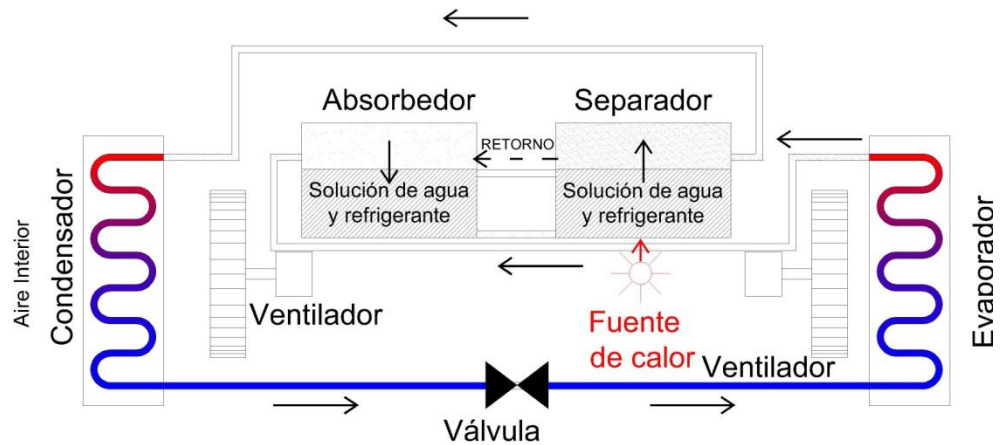 Absorbedor
Separador
RETORNO
Solución de agua
y refrigerante
Solución de agua
y refrigerante
Aire Interior
Condensador
Ventilador
Fuente
de calor
Ventilador
Evaporador
Válvula